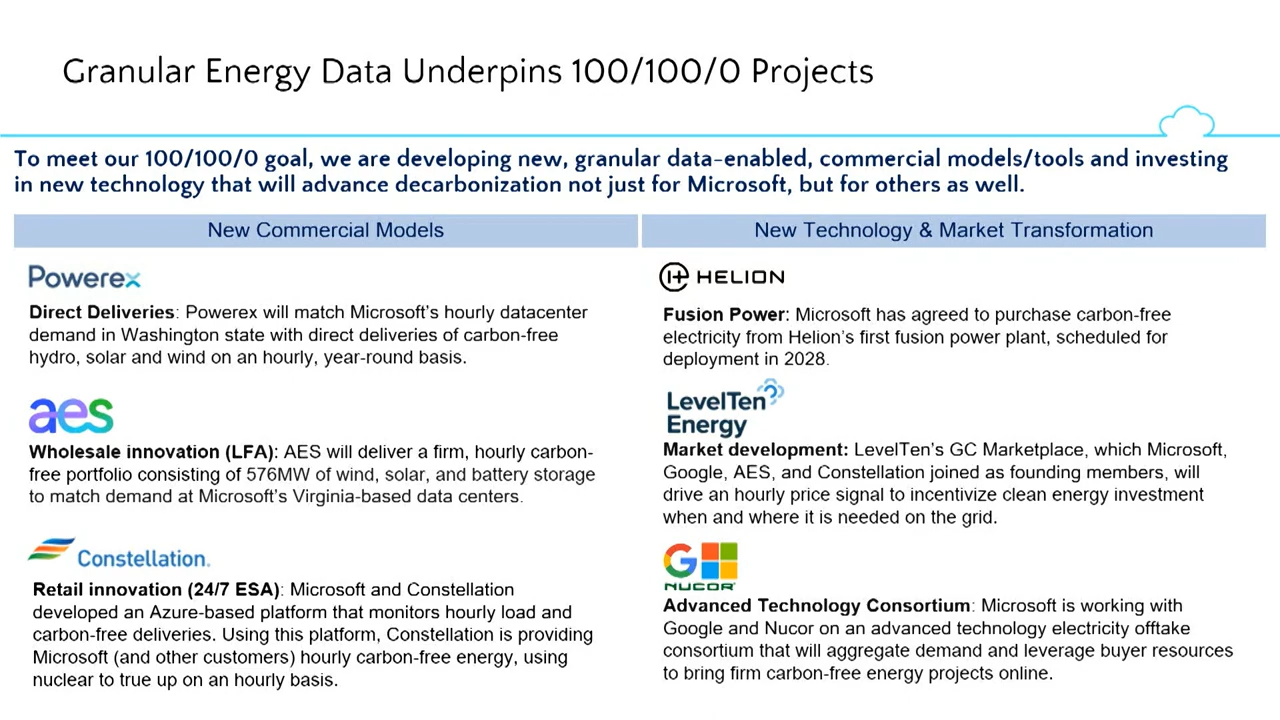 Granular Energy Data Underpins 100/100/0 Projects
To meet our 100/100/0 goal, we are developing new, granular data-enabled, commercial models/tools and investing
in new technology that will advance decarbonization not just for Microsoft, but for others as well.
New Commercial Models
Powerex
Direct Deliveries: Powerex will match Microsoft's hourly datacenter
demand in Washington state with direct deliveries of carbon-free
hydro, solar and wind on an hourly, year-round basis.
aes
Wholesale innovation (LFA): AES will deliver a firm, hourly carbon-
free portfolio consisting of 576MW of wind, solar, and battery storage
to match demand at Microsoft's Virginia-based data centers.
Constellation.
Retail innovation (24/7 ESA): Microsoft and Constellation
developed an Azure-based platform that monitors hourly load and
carbon-free deliveries. Using this platform, Constellation is providing
Microsoft (and other customers) hourly carbon-free energy, using
nuclear to true up on an hourly basis.
New Technology & Market Transformation
HELION
Fusion Power: Microsoft has agreed to purchase carbon-free
electricity from Helion's first fusion power plant, scheduled for
deployment in 2028.
LevelTen
Energy
Market development: LevelTen's GC Marketplace, which Microsoft,
Google, AES, and Constellation joined as founding members, will
drive an hourly price signal to incentivize clean energy investment
when and where it is needed on the grid.
G
NUCOR
Advanced Technology Consortium: Microsoft is working with
Google and Nucor on an advanced technology electricity offtake
consortium that will aggregate demand and leverage buyer resources
to bring firm carbon-free energy projects online.